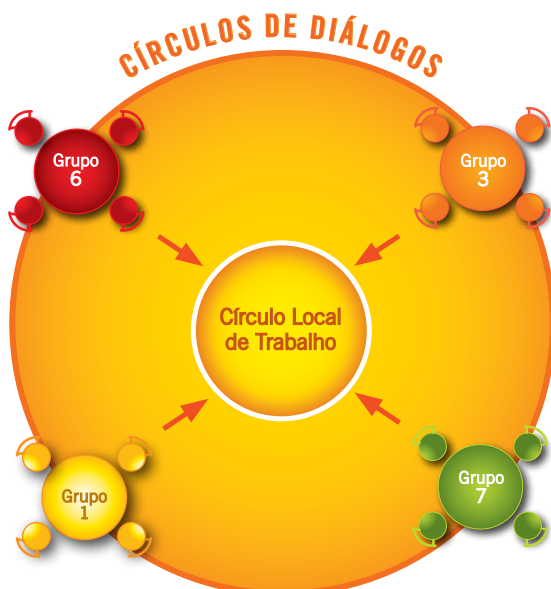 CÍRCULOS DE DIÁLOGOS
Grupo
6
Grupo
3
Círculo Local
de Trabalho
Grupo
1
Grupo
7